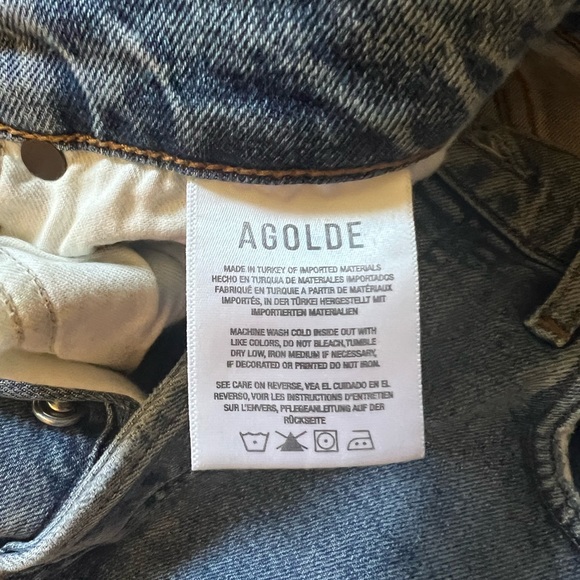 AGOLDE
MADE IN TURKEY OF IMPORTED MATERIALS
HECHO EN TURQUIA DE MATERIALES IMPORTADOS
FABRIQUÉ EN TURQUIE A PARTIR DE MATÉRIAUX
IMPORTÉS, IN DER TÜRKEI HERGESTELLT MIT
IMPORTIERTEN MATERIALIEN
MACHINE WASH COLD INSIDE OUT WITH
LIKE COLORS, DO NOT BLEACH,TUMBLE
DRY LOW, IRON MEDIUM IF NECESSARY,
IF DECORATED OR PRINTED DO NOT IRON.
SEE CARE ON REVERSE, VEA EL CUIDADO EN EL
REVERSO, VOIR LES INSTRUCTIONS D'ENTRETIEN
SUR L'ENVERS, PFLEGEANLEITUNG AUF DER
RÜCKSEITE